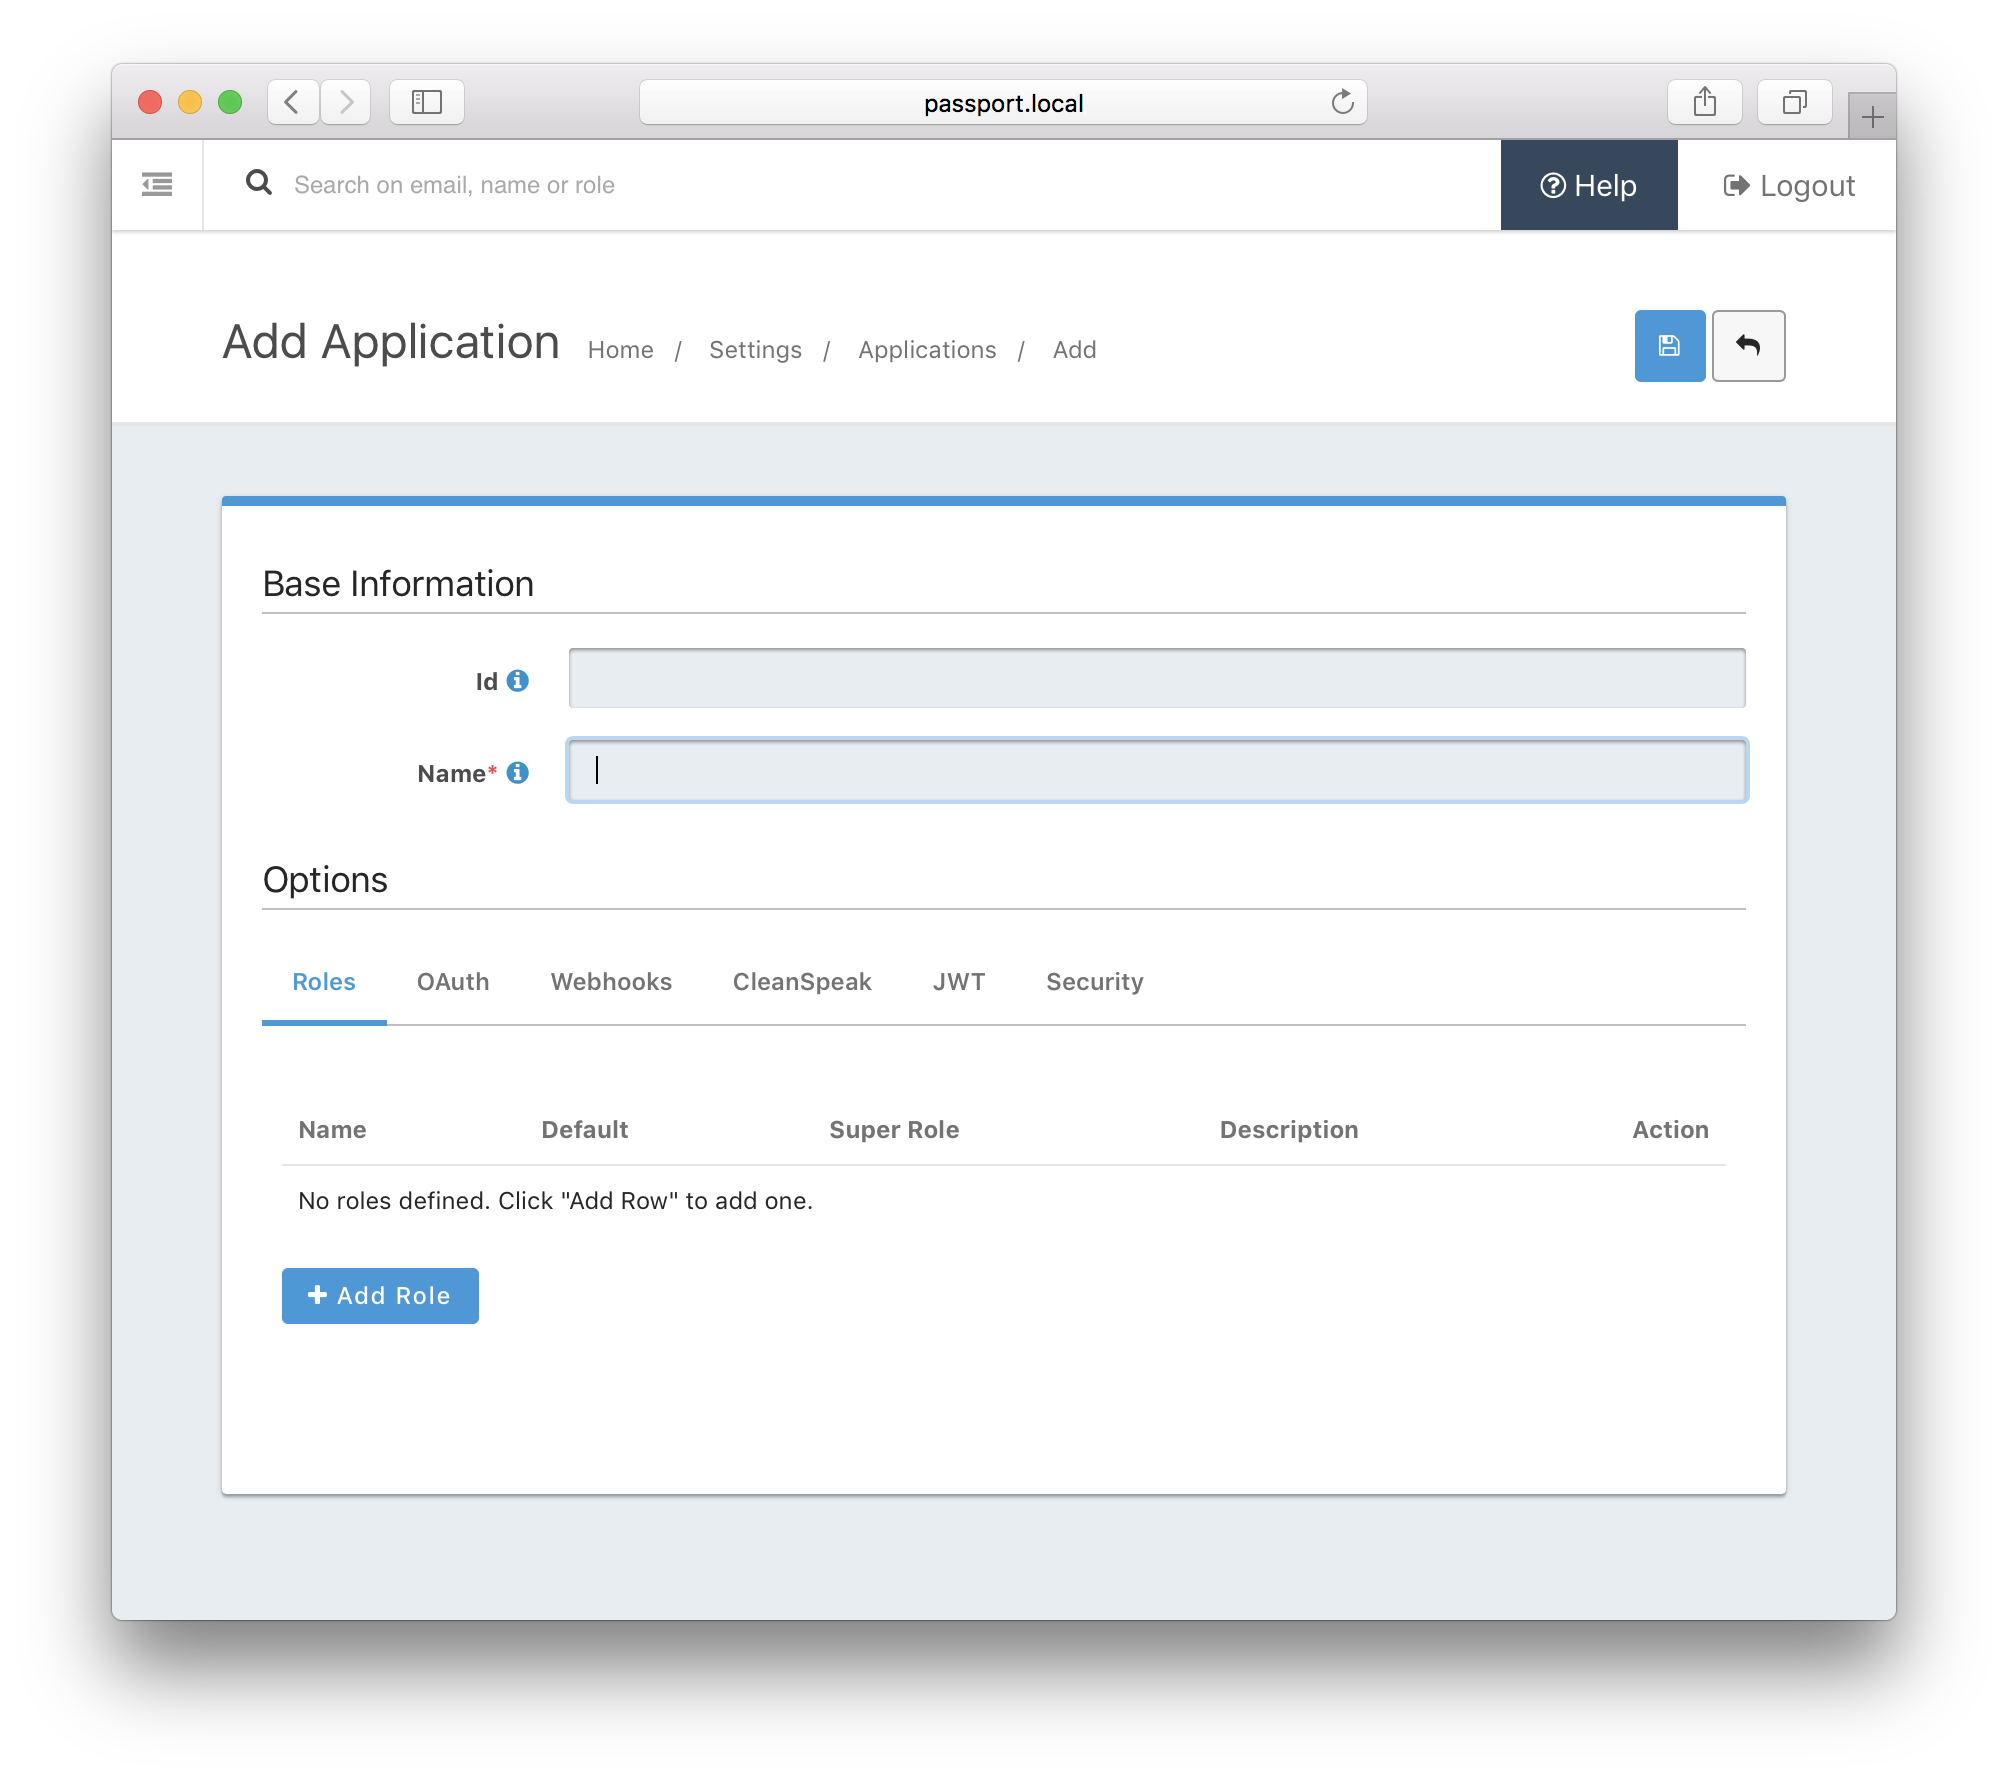 passport.local
Search on email, name or role
Help
Logout
Add Application Home / Settings / Applications / Add
Base Information
Id
Name*
Options
Roles OAuth Webhooks CleanSpeak JWT Security
Name Default Super Role Description Action
No roles defined. Click "Add Row" to add one.
Add Role